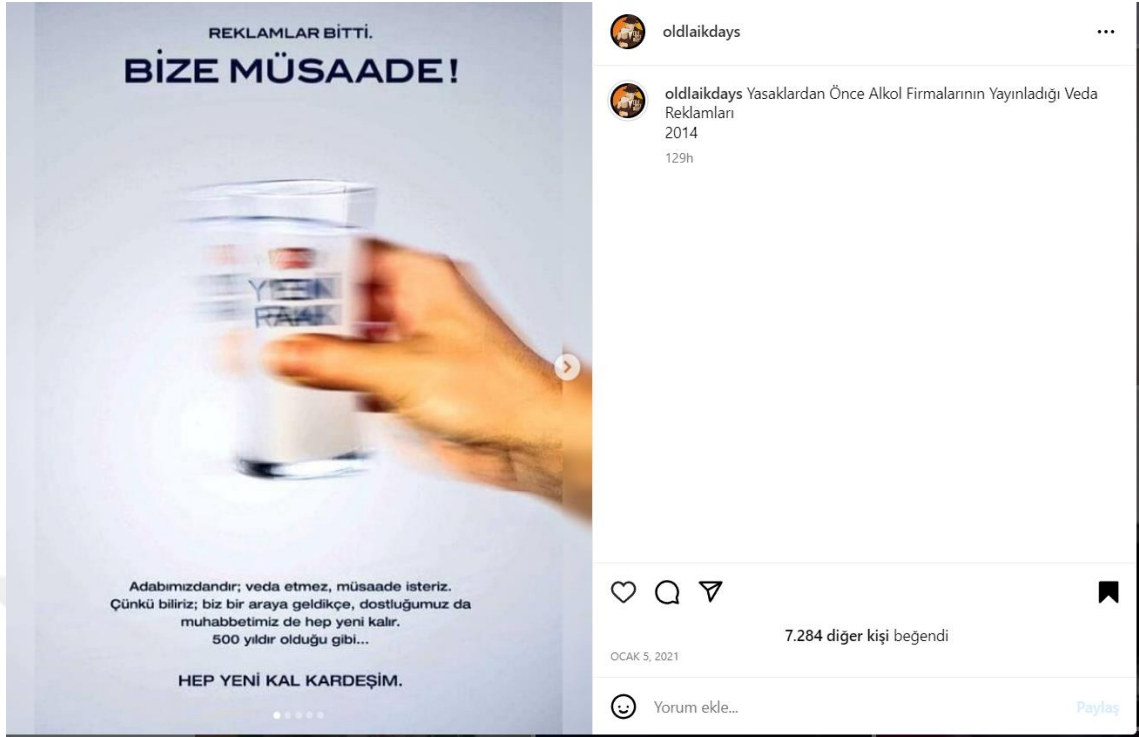 REKLAMLAR BİTTİ.
BİZE MÜSAADE!
Adabımızdandır; veda etmez, müsaade isteriz.
Çünkü biliriz; biz bir araya geldikçe, dostluğumuz da
muhabbetimiz de hep yeni kalır.
500 yıldır olduğu gibi...
HEP YENİ KAL KARDEŞİM.
oldlaikdays
oldlaikdays Yasaklardan Önce Alkol Firmalarının Yayınladığı Veda
Reklamları
2014
129h
7.284 diğer kişi beğendi
OCAK 5, 2021
Yorum ekle...
Paylaş